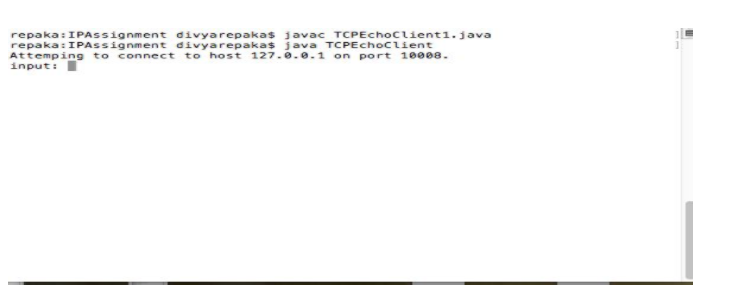 repaka:IPAssignment divyarepaka$ javac TCPEchoClient1.java
repaka:IPAssignment divyarepaka$ java TCPEchoClient
Attemping to connect to host 127.0.0.1 on port 10008.
input: